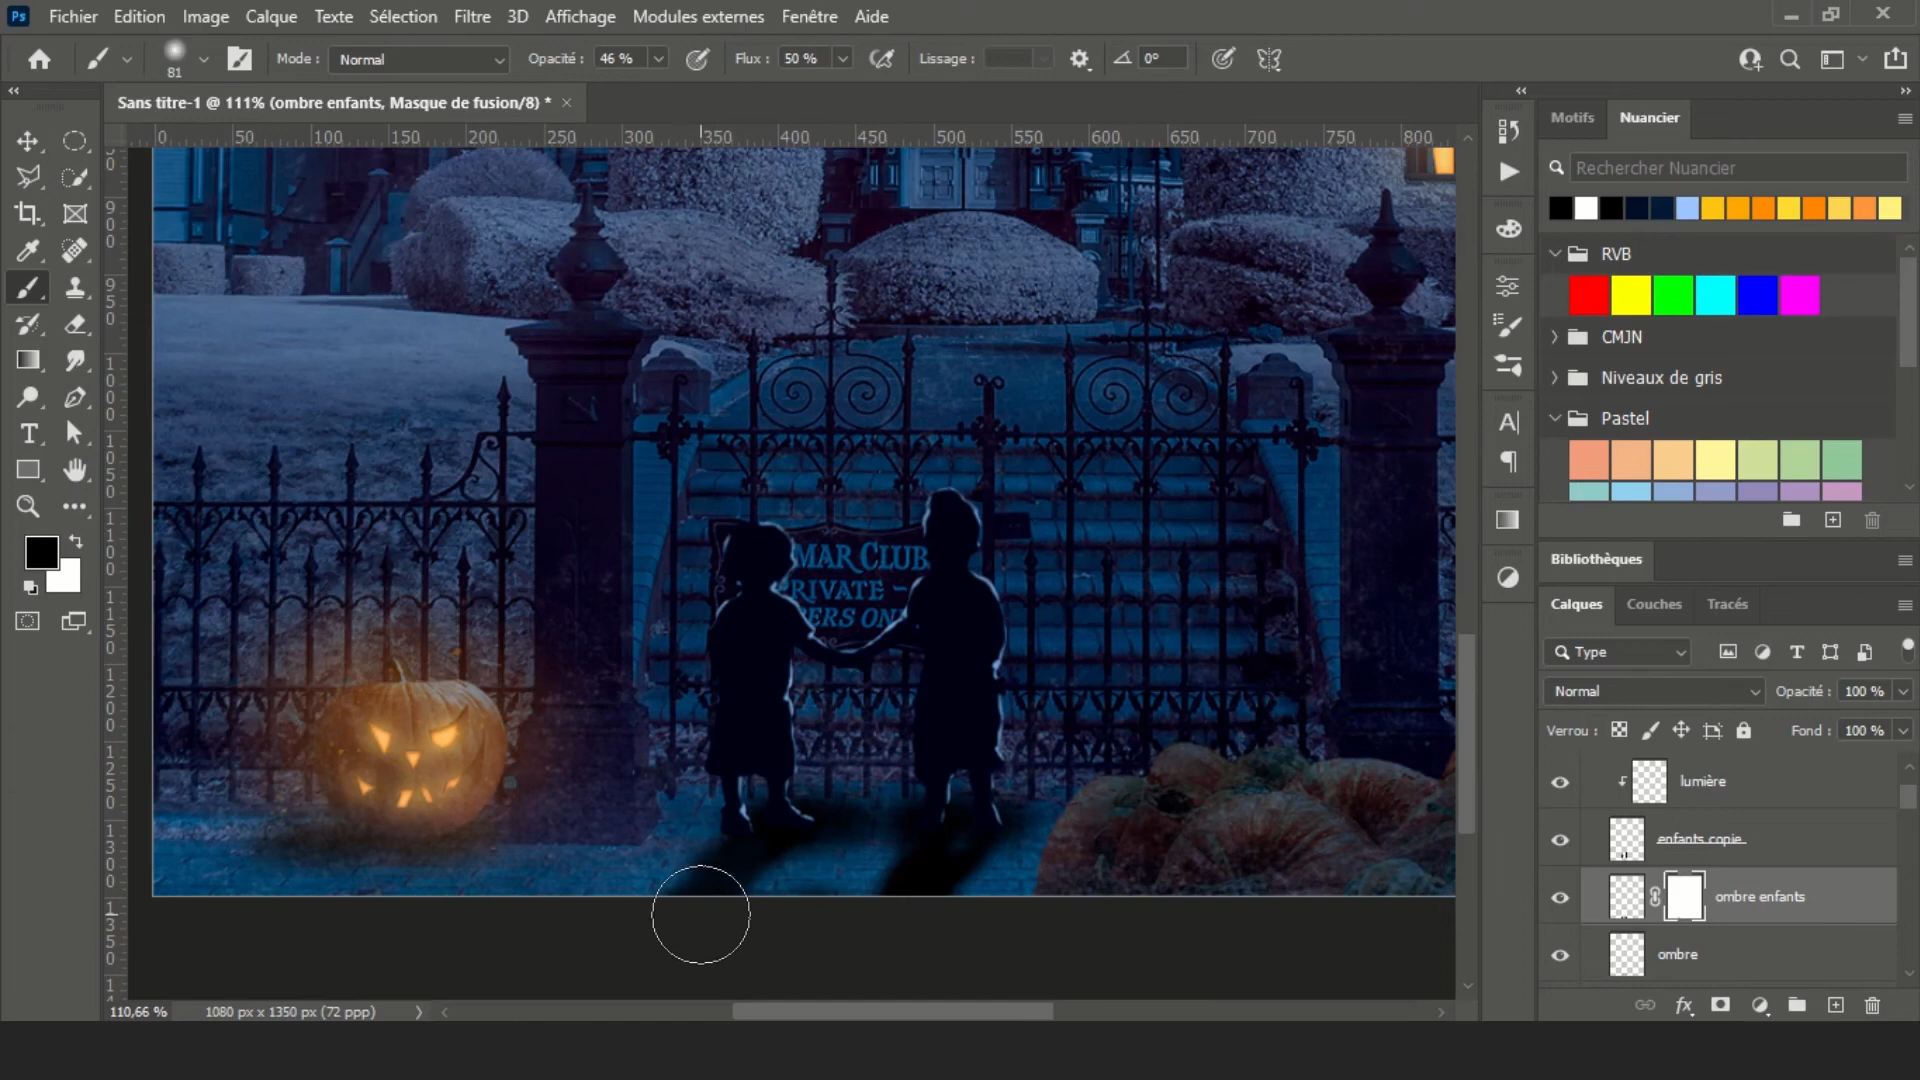 Ps Fichier Edition Image Calque Texte Sélection Filtre 3D Affichage Modules externes Fenêtre Aide
81 Mode : Normal Opacité : 46 % Flux : 50 % Lissage : 0°
Sans titre-1 @ 111% (ombre enfants, Masque de fusion/8) * ×
0 50 100 150 200 250 300 350 400 450 500 550 600 650 700 750 800
Motifs Nuancier
Rechercher Nuancier
RVB
CMJN
Niveaux de gris
Pastel
MAR CLUB
RIVATE ~
ERS ON
Bibliothèques
Calques Couches Tracés
Type
Normal Opacité : 100 %
Verrou : Fond : 100 %
lumière
enfants copie
ombre enfants
ombre
110,66 % 1080 px x 1350 px (72 ppp)